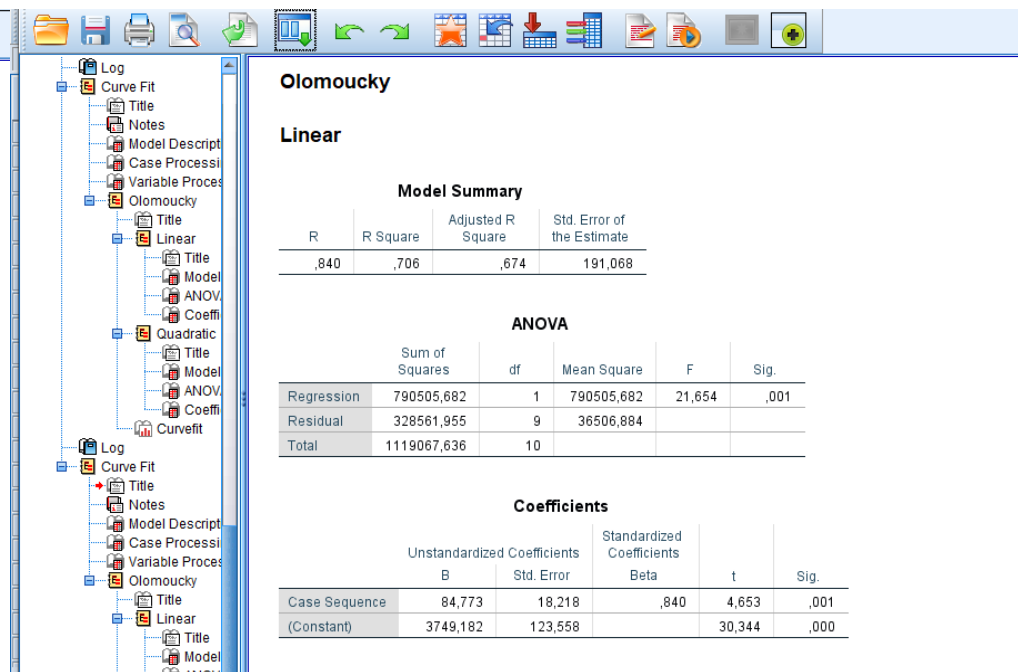 Log
Curve Fit
Title
Notes
Model Descripti
Case Processi
Variable Proces
Olomoucky
Title
Linear
Title
Model
ANOVA
Coeffi
Quadratic
Title
Model
ANOVA
Coeffi
Curvefit
Log
Curve Fit
Title
Notes
Model Descript
Case Processi
Variable Proces
Olomoucky
Title
Linear
Title
Model
Olomoucky
Linear
Model Summary
R R Square Adjusted R Square Std. Error of the Estimate
,840 ,706 ,674 191,068
ANOVA
Sum of Squares df Mean Square F Sig.
Regression 790505,682 1 790505,682 21,654 ,001
Residual 328561,955 9 36506,884
Total 1119067,636 10
Coefficients
Unstandardized Coefficients Standardized Coefficients
B Std. Error Beta t Sig.
Case Sequence 84,773 18,218 ,840 4,653 ,001
(Constant) 3749,182 123,558 30,344 ,000